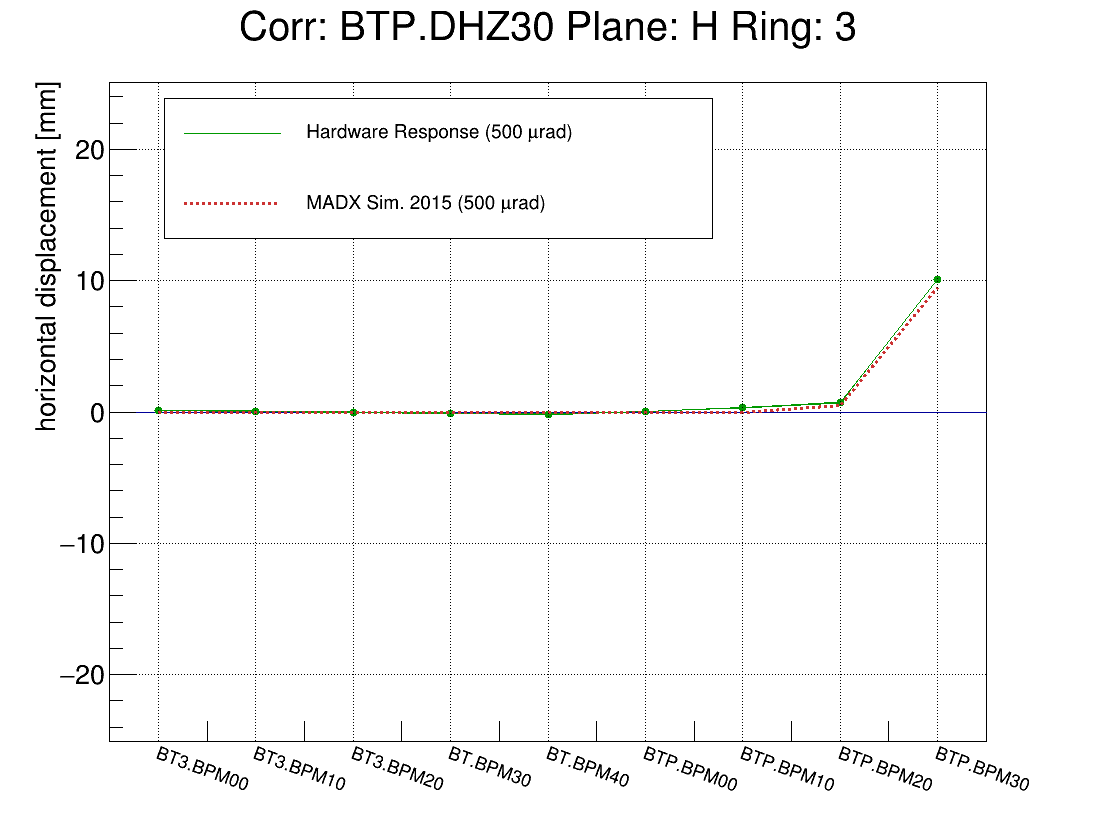 Corr: BTP.DHZ30 Plane: H Ring: 3
horizontal displacement [mm]
Hardware Response (500 μrad)
MADX Sim. 2015 (500 μrad)
20
10
0
−10
−20
BT3.BPM00
BT3.BPM10
BT3.BPM20
BT.BPM30
BT.BPM40
BTP.BPM00
BTP.BPM10
BTP.BPM20
BTP.BPM30